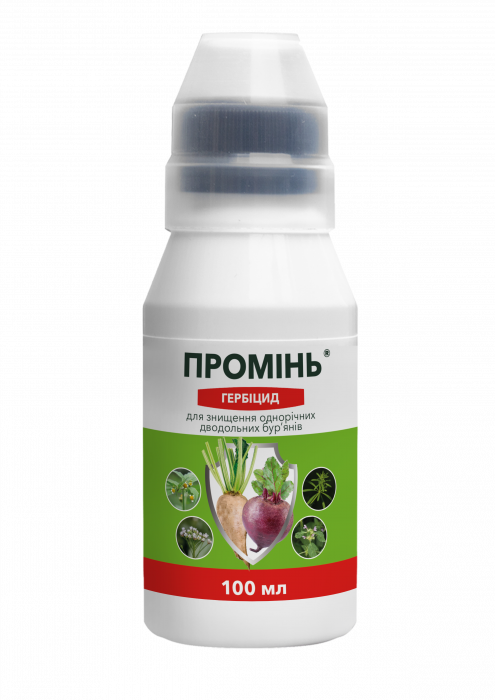 ПРОМІНЬ®
ГЕРБІЦИД
для знищення однорічних
дводольних бур'янів
100 мл